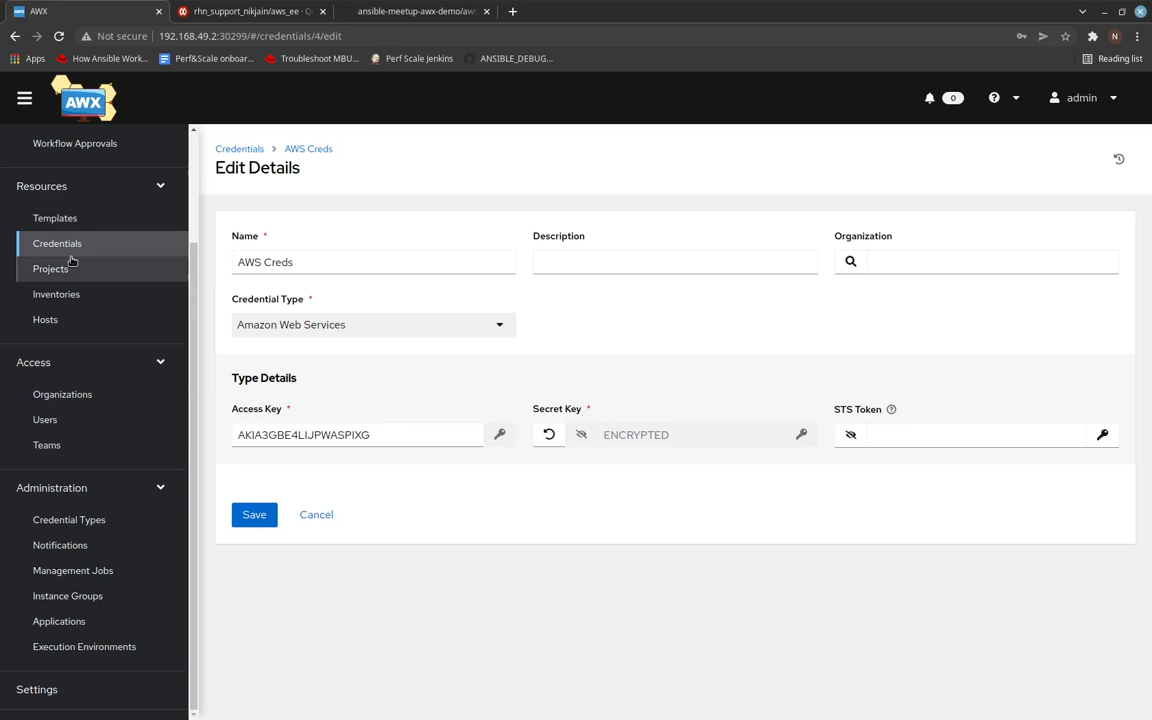 AWX
rhn_support_nikjain/aws_ee · Q
ansible-meetup-awx-demo/aw
Not secure
192.168.49.2:30299/#/credentials/4/edit
Apps
How Ansible Work...
Perf&Scale onboar...
Troubleshoot MBU...
Perf Scale Jenkins
ANSIBLE_DEBUG...
Reading list
N
AWX
0
admin
Workflow Approvals
Resources
Templates
Credentials
Projects
Inventories
Hosts
Access
Organizations
Users
Teams
Administration
Credential Types
Notifications
Management Jobs
Instance Groups
Applications
Execution Environments
Settings
Credentials > AWS Creds
Edit Details
Name *
AWS Creds
Description
Organization
Credential Type *
Amazon Web Services
Type Details
Access Key *
AKIA3GBE4LIJPWASPIXG
Secret Key *
ENCRYPTED
STS Token
Save
Cancel